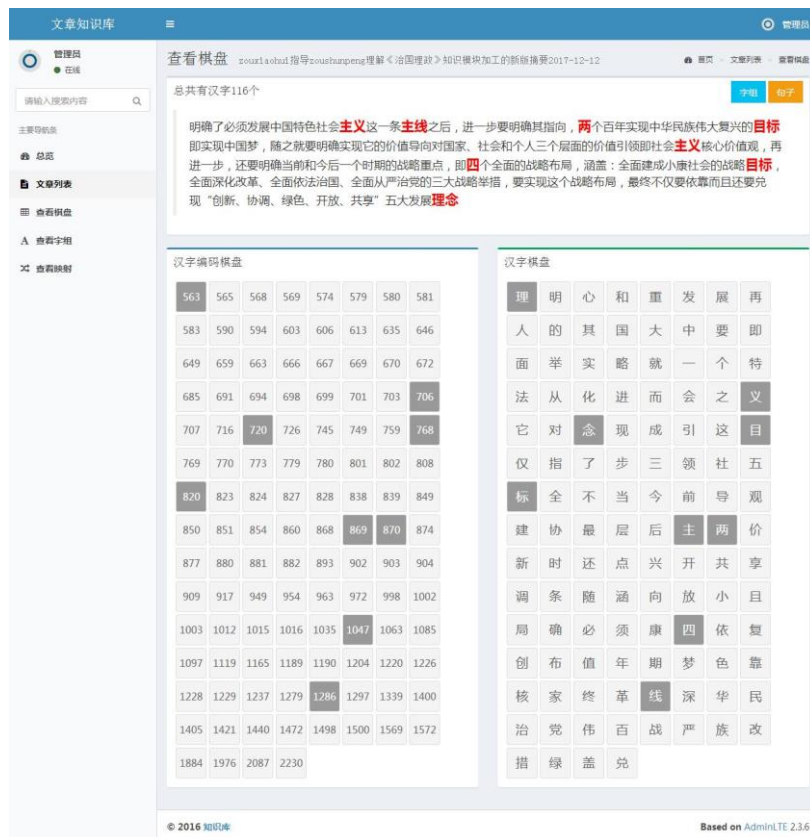 文章知识库
管理员
管理员
在线
请输入搜索内容
主要导航条
总览
文章列表
查看棋盘
查看字组
查看映射
查看棋盘 zouxiaohui指导zoushunpeng理解《治国理政》知识模块加工的新版摘要2017-12-12
首页 文章列表 查看棋盘
总共有汉字116个
字组 句子
明确了必须发展中国特色社会主义这一条主线之后，进一步要明确其指向，两个百年实现中华民族伟大复兴的目标
即实现中国梦，随之就要明确实现它的价值导向对国家、社会和个人三个层面的价值引领即社会主义核心价值观，再
进一步，还要明确当前和今后一个时期的战略重点，即四个全面的战略布局，涵盖：全面建成小康社会的战略目标，
全面深化改革、全面依法治国、全面从严治党的三大战略举措，要实现这个战略布局，最终不仅要依靠而且还要兑
现“创新、协调、绿色、开放、共享”五大发展理念
汉字编码棋盘
563 565 568 569 574 579 580 581
583 590 594 603 606 613 635 646
649 659 663 666 667 669 670 672
685 691 694 698 699 701 703 706
707 716 720 726 745 749 759 768
769 770 773 779 780 801 802 808
820 823 824 827 828 838 839 849
850 851 854 860 868 869 870 874
877 880 881 882 893 902 903 904
909 917 949 954 963 972 998 1002
1003 1012 1015 1016 1035 1047 1063 1085
1097 1119 1165 1189 1190 1204 1220 1226
1228 1229 1237 1279 1286 1297 1339 1400
1405 1421 1440 1472 1498 1500 1569 1572
1884 1976 2087 2230
汉字棋盘
理 明 心 和 重 发 展 再
人 的 其 国 大 中 要 即
面 举 实 略 就 一 个 特
法 从 化 进 而 会 之 义
它 对 念 现 成 引 这 目
仅 指 了 步 三 领 社 五
标 全 不 当 今 前 导 观
建 协 最 层 后 主 两 价
新 时 还 点 兴 开 共 享
调 条 随 涵 向 放 小 且
局 确 必 须 康 四 依 复
创 布 值 年 期 梦 色 靠
核 家 终 革 线 深 华 民
治 党 伟 百 战 严 族 改
措 绿 盖 兑
© 2016 知识库
Based on AdminLTE 2.3.6